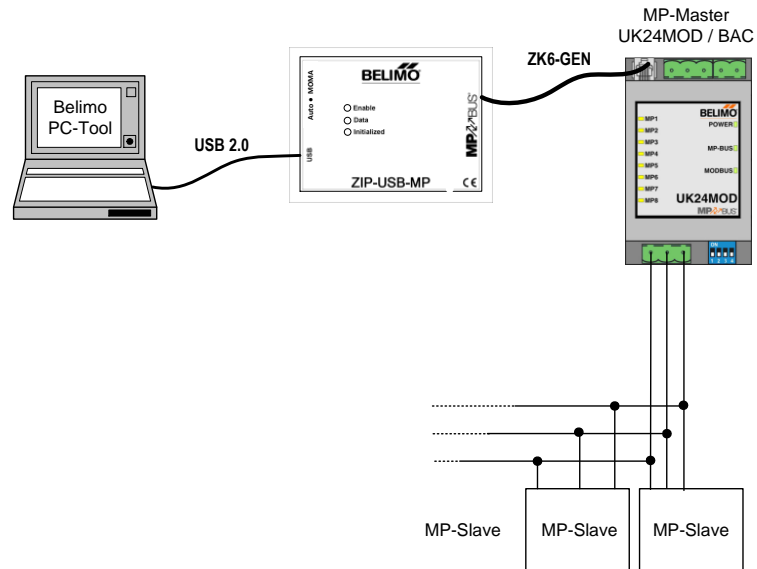 MP-Master
UK24MOD / BAC
ZK6-GEN
Belimo
PC-Tool
USB 2.0
Auto ● MOMA
USB
BELIMO
Enable
Data
Initialized
MP BUS
ZIP-USB-MP
CE
BELIMO
POWER
MP-BUS
MODBUS
MP1
MP2
MP3
MP4
MP5
MP6
MP7
MP8
UK24MOD
MP BUS
ON
1 2 3 4
MP-Slave
MP-Slave
MP-Slave